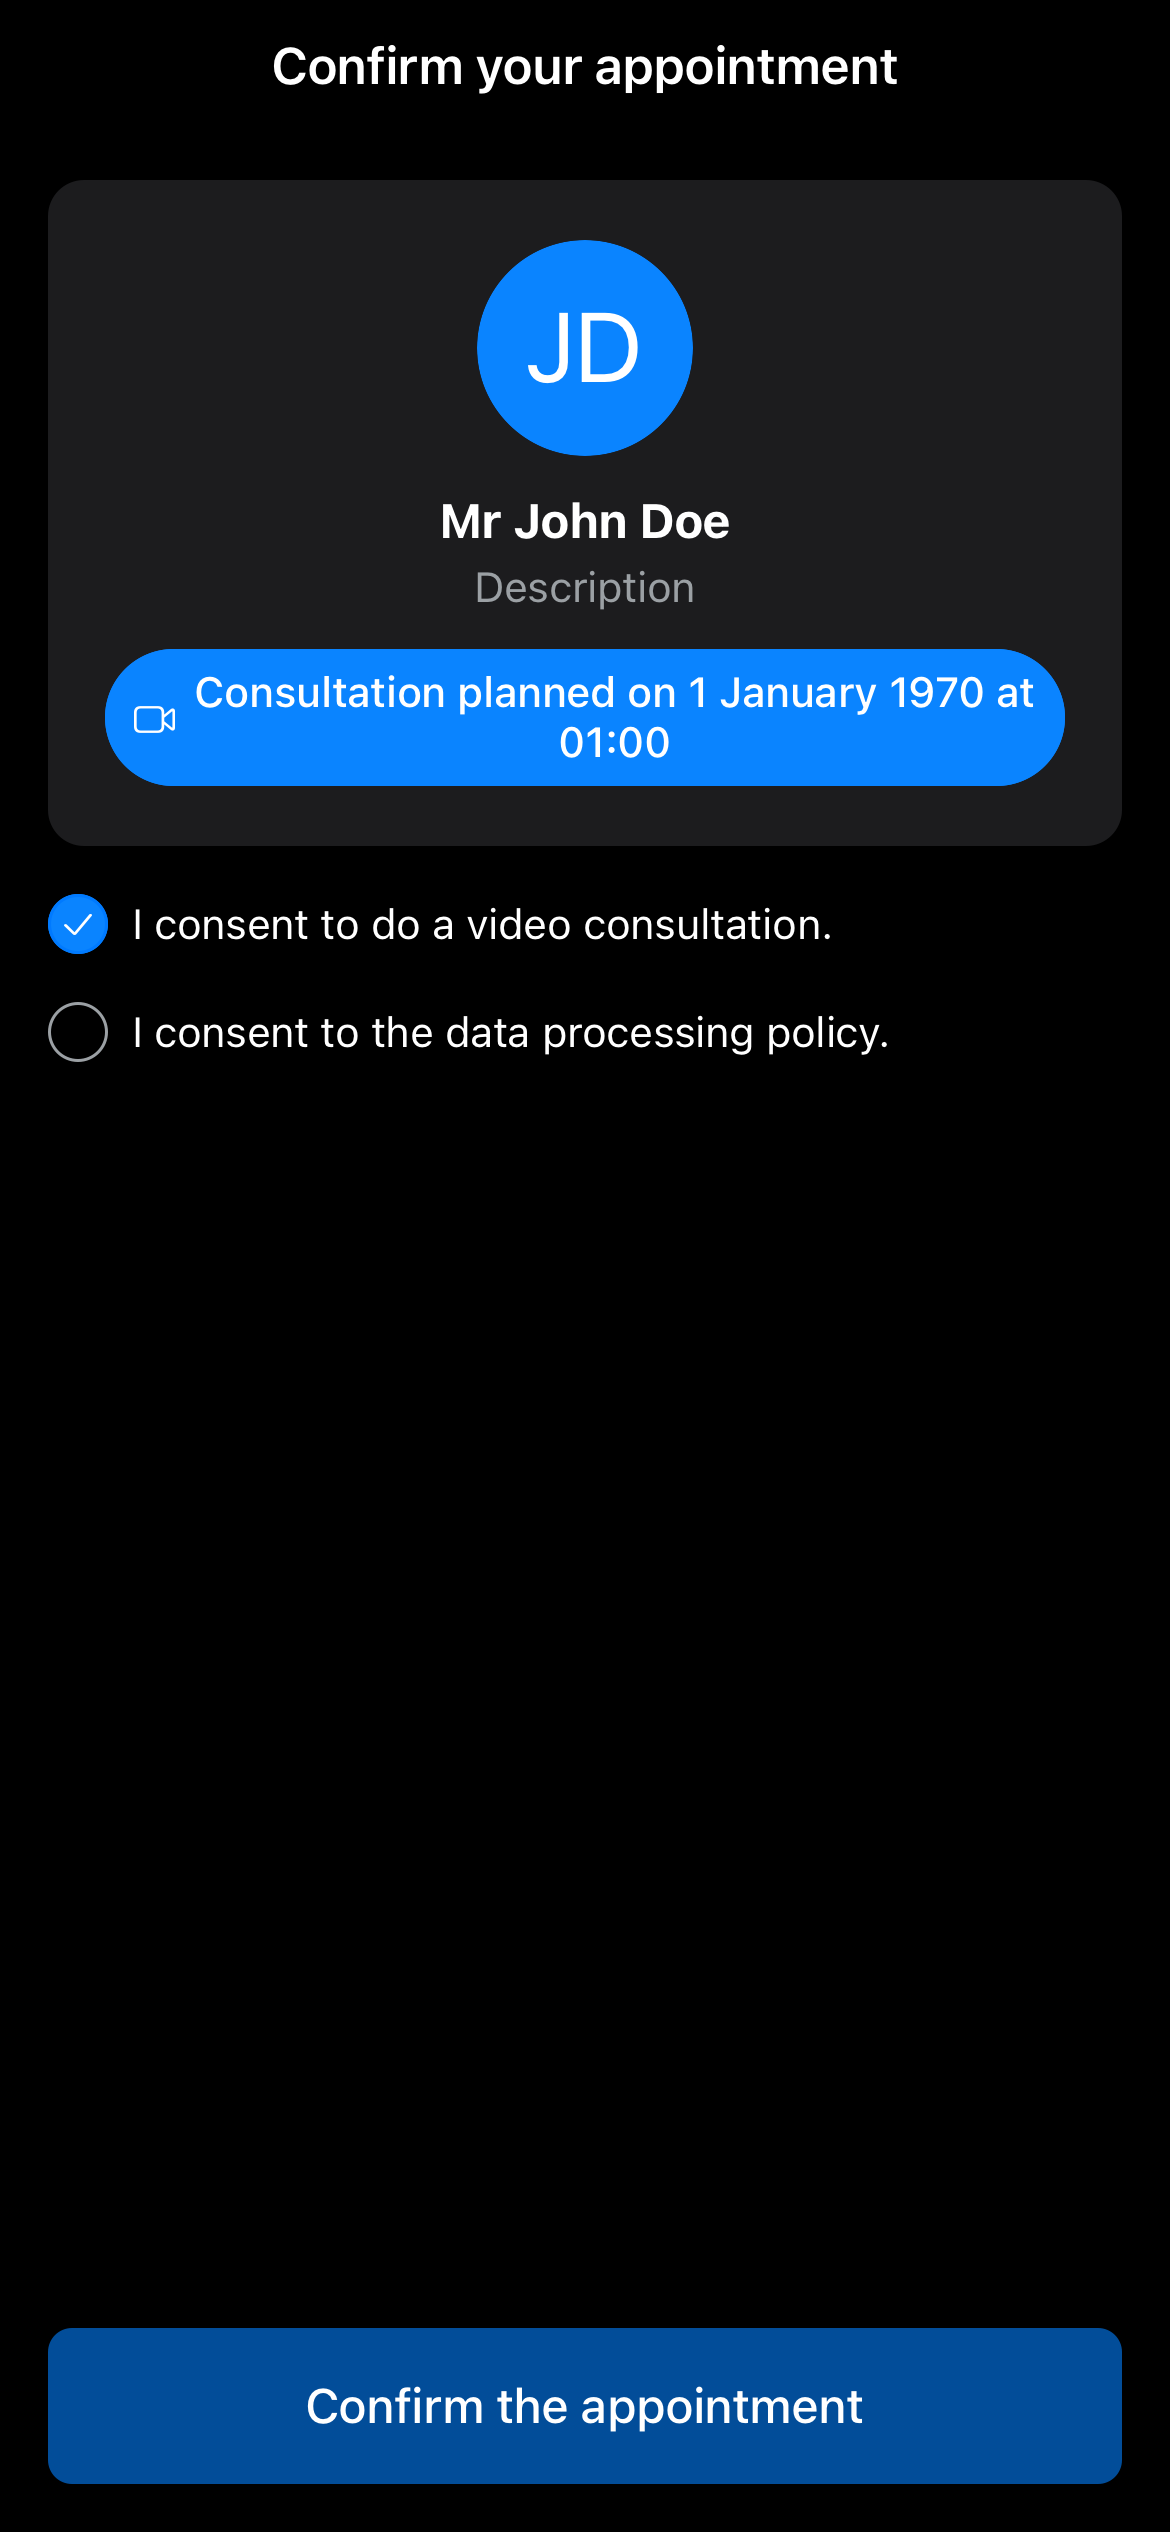 Confirm your appointment
JD
Mr John Doe
Description
Consultation planned on 1 January 1970 at
01:00
I consent to do a video consultation.
I consent to the data processing policy.
Confirm the appointment